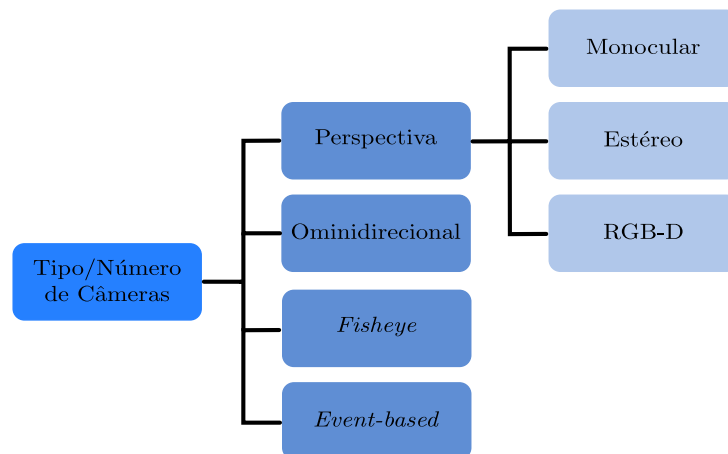 Tipo/Número
de Câmeras
Perspectiva
Ominidirecional
Fisheye
Event-based
Monocular
Estéreo
RGB-D